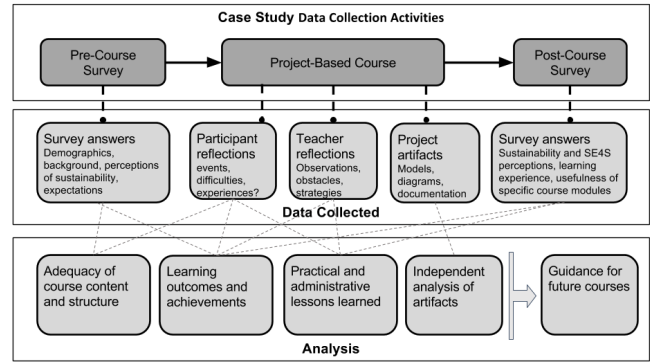 Case Study Data Collection Activities
Pre-Course
Survey
Project-Based Course
Post-Course
Survey
Survey answers
Demographics,
background, perceptions
of sustainability,
expectations
Participant
reflections
events,
difficulties,
experiences?
Teacher
reflections
Observations,
obstacles,
strategies
Project
artifacts
Models,
diagrams,
documentation
Survey answers
Sustainability and SE4S
perceptions, learning
experience, usefulness of
specific course modules
Data Collected
Adequacy of
course content
and structure
Learning
outcomes and
achievements
Practical and
administrative
lessons learned
Independent
analysis of
artifacts
Guidance for
future courses
Analysis